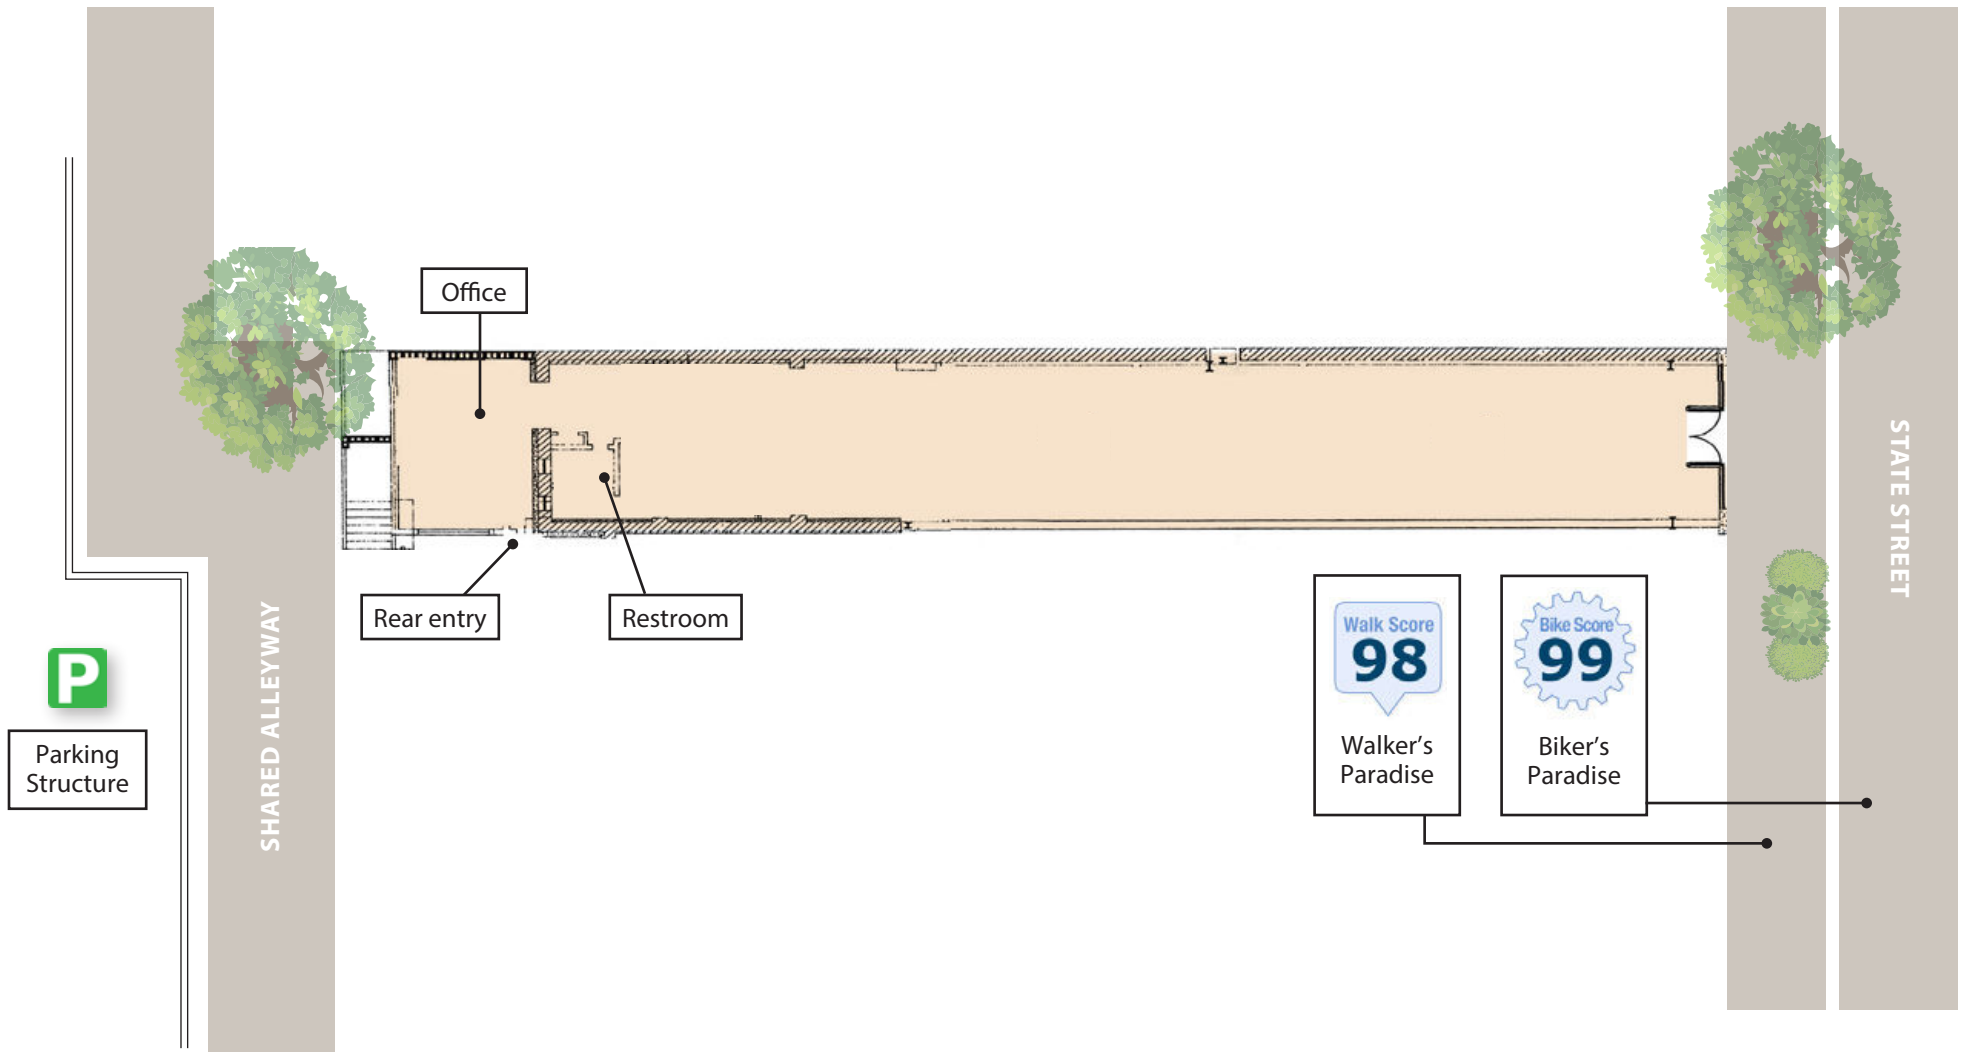 Office
STATE STREET
Rear entry
Restroom
SHARED ALLEYWAY
P
Parking
Structure
Walk Score
98
Walker’s
Paradise
Bike Score
99
Biker’s
Paradise